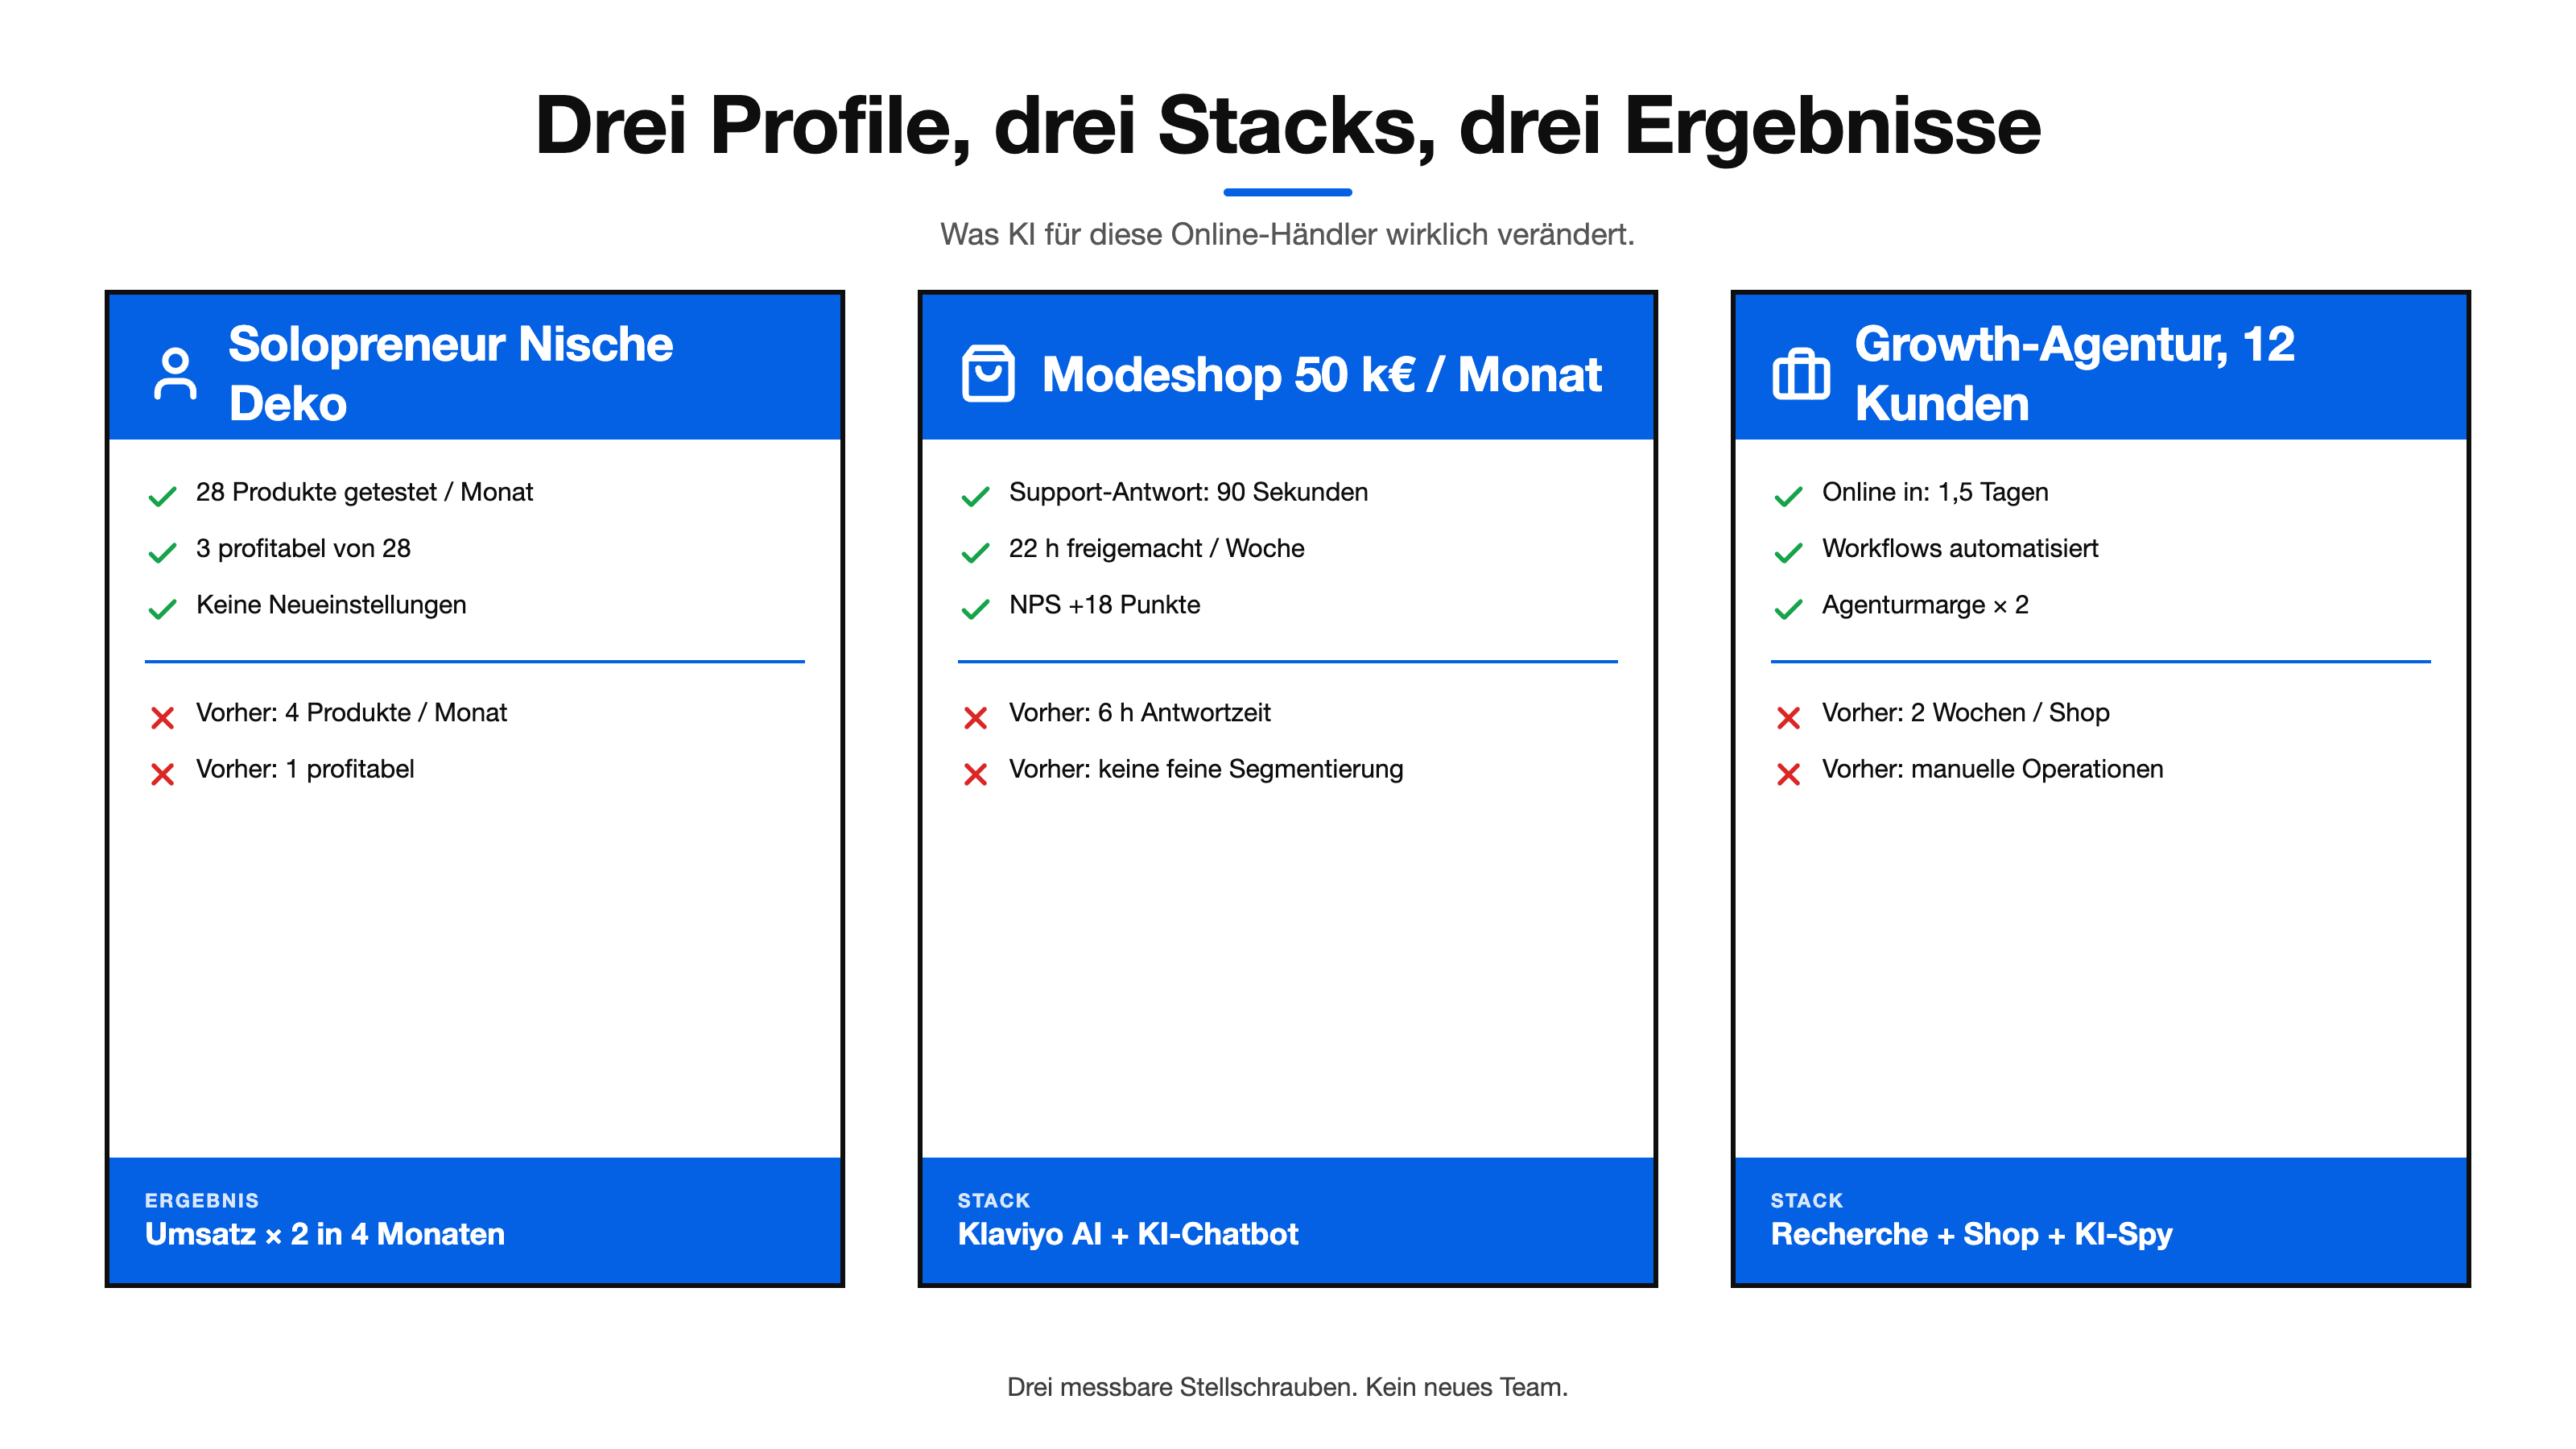 Drei Profile, drei Stacks, drei Ergebnisse
Was KI für diese Online-Händler wirklich verändert.
Solopreneur Nische
Deko
28 Produkte getestet / Monat
3 profitabel von 28
Keine Neueinstellungen
Vorher: 4 Produkte / Monat
Vorher: 1 profitabel
ERGEBNIS
Umsatz × 2 in 4 Monaten
Modeshop 50 k€ / Monat
Support-Antwort: 90 Sekunden
22 h freigemacht / Woche
NPS +18 Punkte
Vorher: 6 h Antwortzeit
Vorher: keine feine Segmentierung
STACK
Klaviyo AI + KI-Chatbot
Growth-Agentur, 12
Kunden
Online in: 1,5 Tagen
Workflows automatisiert
Agenturmarge × 2
Vorher: 2 Wochen / Shop
Vorher: manuelle Operationen
STACK
Recherche + Shop + KI-Spy
Drei messbare Stellschrauben. Kein neues Team.